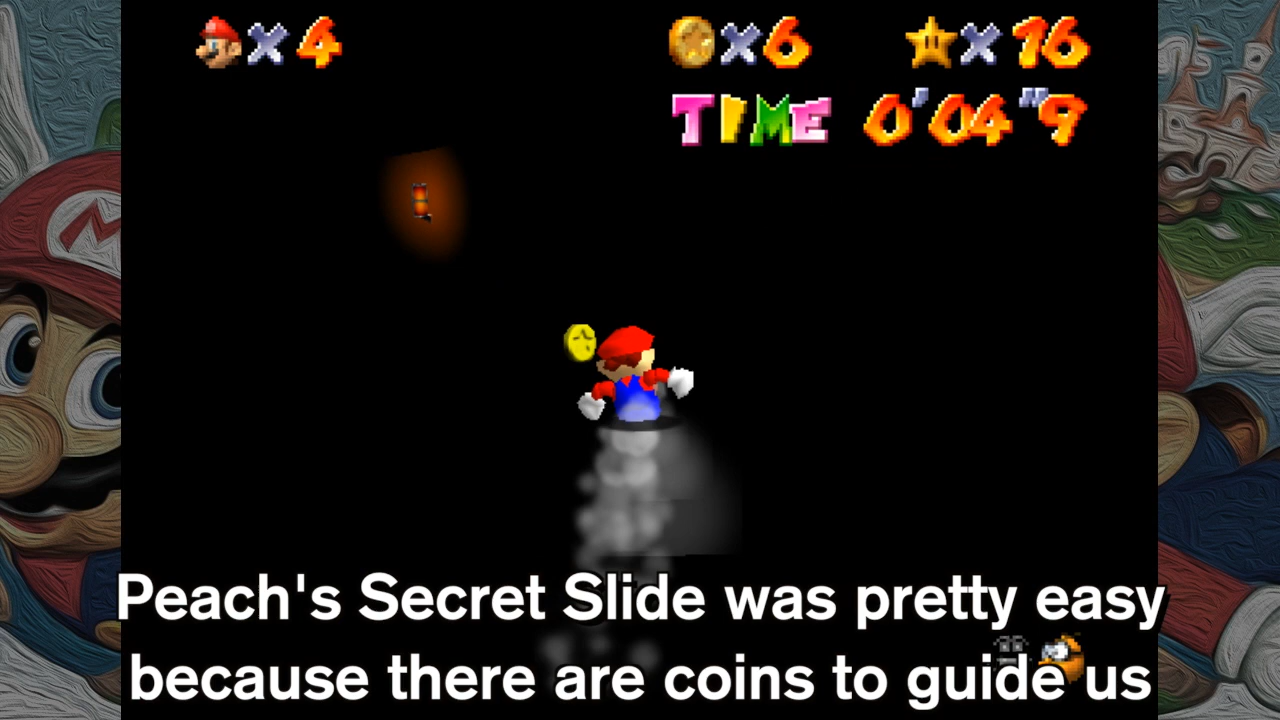 x 4
x 6
x 16
TIME 0'04"9
Peach's Secret Slide was pretty easy
because there are coins to guide us